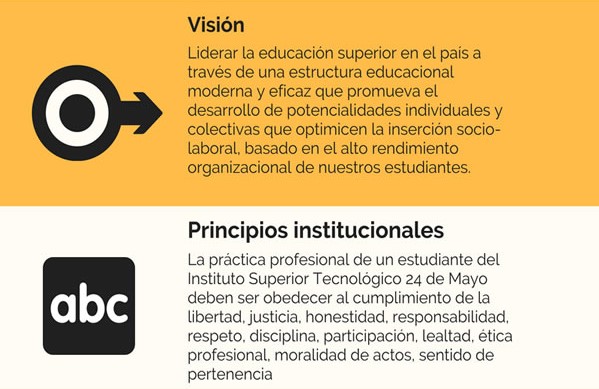 Visión
Liderar la educación superior en el país a
través de una estructura educacional
moderna y eficaz que promueva el
desarrollo de potencialidades individuales y
colectivas que optimicen la inserción socio-
laboral, basado en el alto rendimiento
organizacional de nuestros estudiantes.
Principios institucionales
abc
La práctica profesional de un estudiante del
Instituto Superior Tecnológico 24 de Mayo
deben ser obedecer al cumplimiento de la
libertad, justicia, honestidad, responsabilidad,
respeto, disciplina, participación, lealtad, ética
profesional, moralidad de actos, sentido de
pertenencia